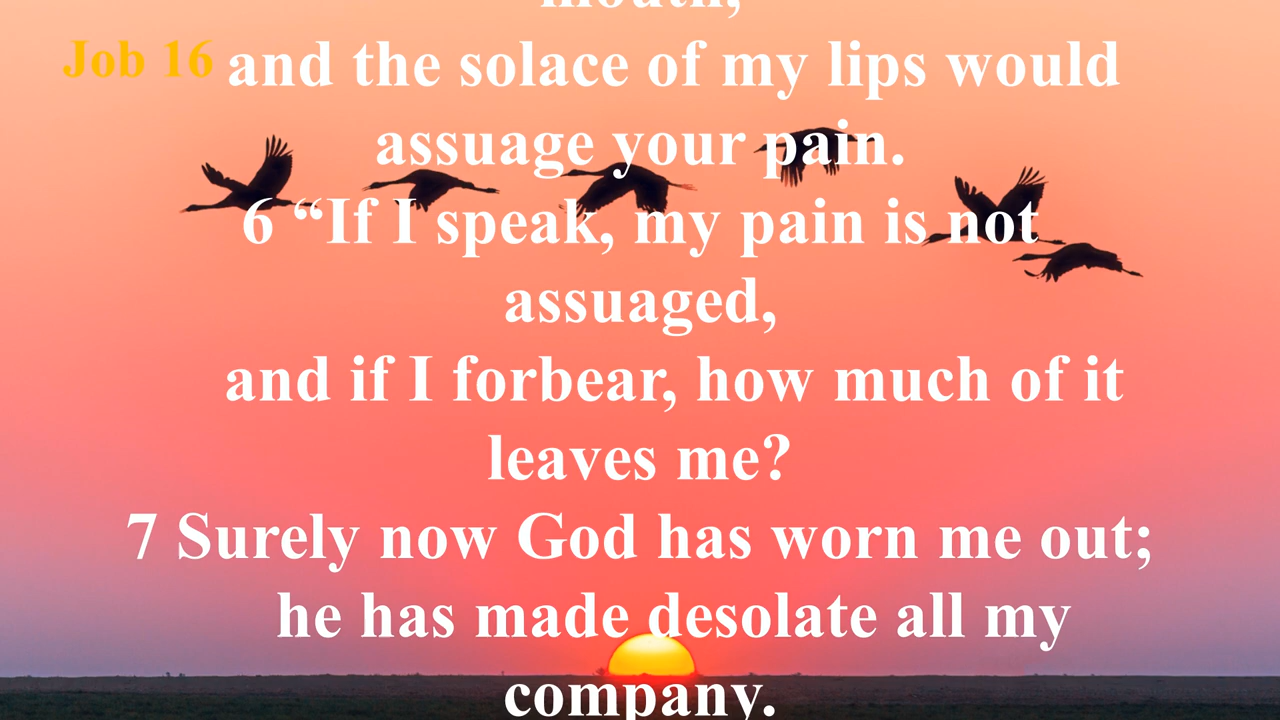 mouth,
Job 16
and the solace of my lips would
assuage your pain.
6 “If I speak, my pain is not
assuaged,
and if I forbear, how much of it
leaves me?
7 Surely now God has worn me out;
he has made desolate all my
company.